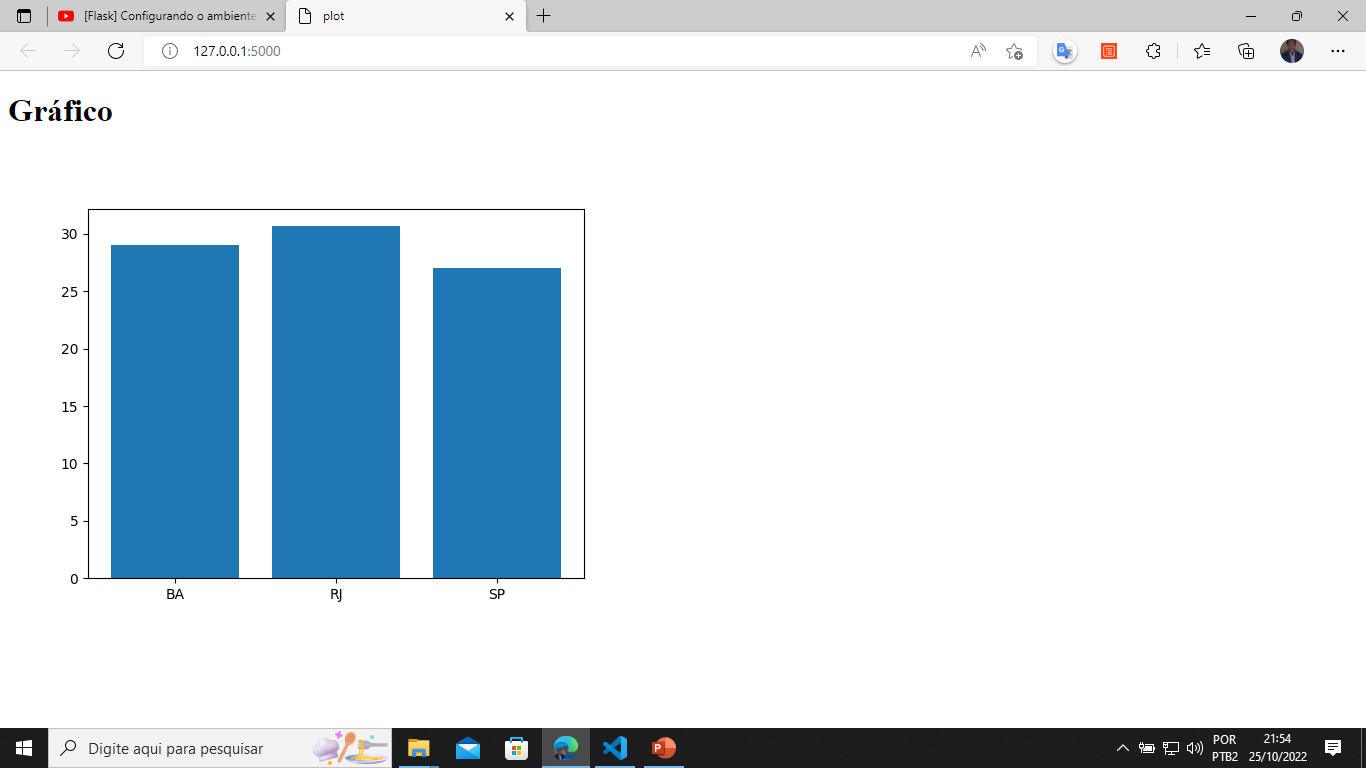 [Flask] Configurando o ambiente
plot
127.0.0.1:5000
Gráfico
30
25
20
15
10
5
0
BA RJ SP
Digite aqui para pesquisar
POR
PTB2
21:54
25/10/2022